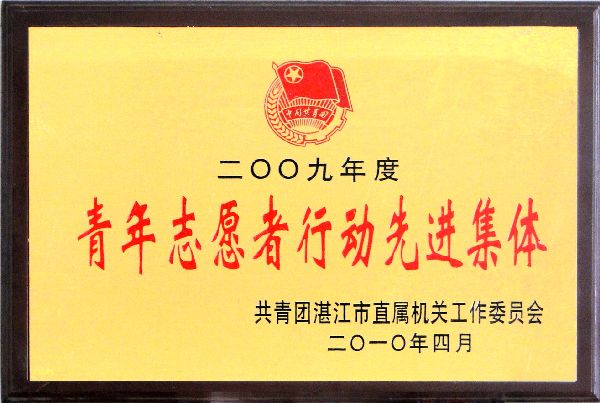 中国共青团
二〇〇九年度
青年志愿者行动先进集体
共青团湛江市直属机关工作委员会
二〇一〇年四月